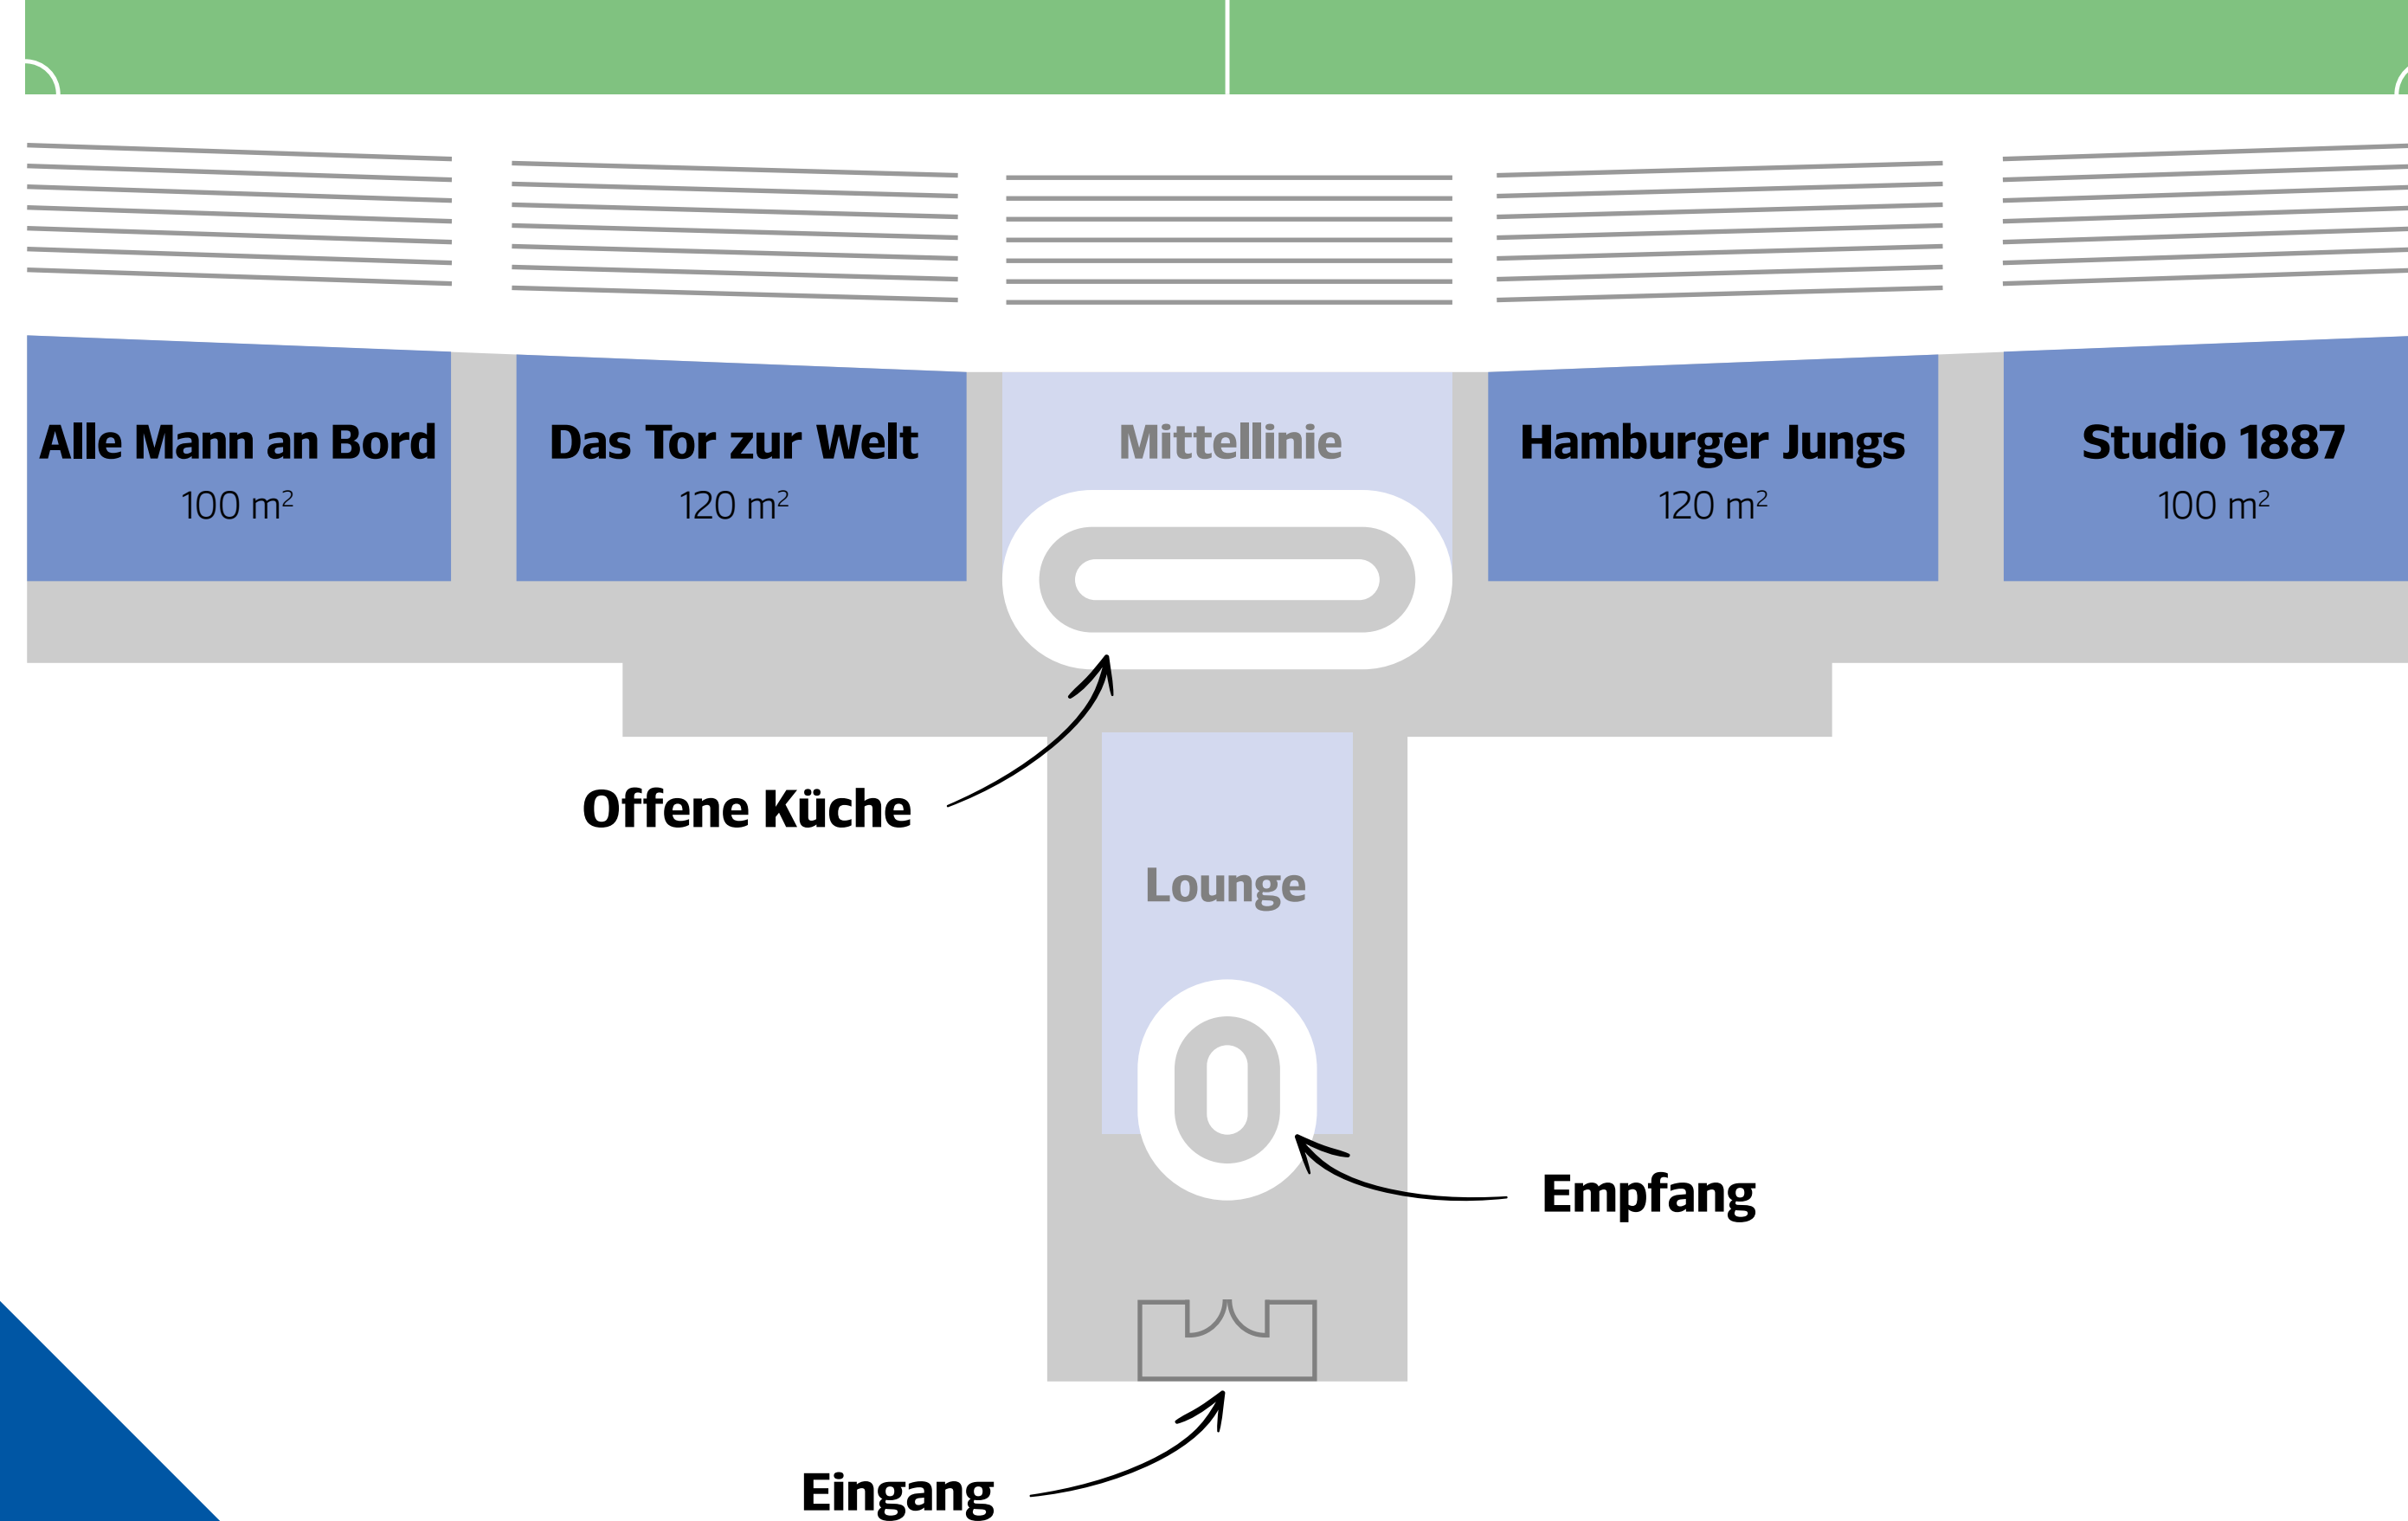 Alle Mann an Bord
100 m²
Das Tor zur Welt
120 m²
Mittellinie
Hamburger Jungs
120 m²
Studio 1887
100 m²
Offene Küche
Lounge
Empfang
Eingang